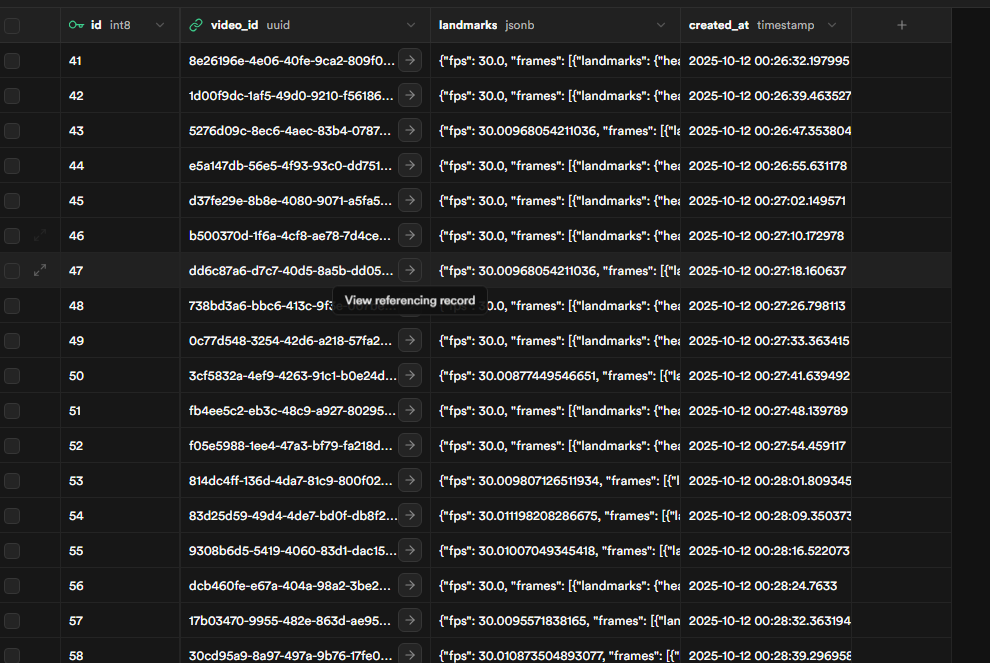 id int8 video_id uuid landmarks jsonb created_at timestamp +
41 8e26196e-4e06-40fe-9ca2-809f0... {"fps": 30.0, "frames": [{"landmarks": {"hea 2025-10-12 00:26:32.197995
42 1d00f9dc-1af5-49d0-9210-f56186... {"fps": 30.0, "frames": [{"landmarks": {"hea 2025-10-12 00:26:39.463527
43 5276d09c-8ec6-4aec-83b4-0787... {"fps": 30.00968054211036, "frames": [{"la 2025-10-12 00:26:47.353804
44 e5a147db-56e5-4f93-93c0-dd751... {"fps": 30.0, "frames": [{"landmarks": {"hea 2025-10-12 00:26:55.631178
45 d37fe29e-8b8e-4080-9071-a5fa5... {"fps": 30.0, "frames": [{"landmarks": {"hea 2025-10-12 00:27:02.149571
46 b500370d-1f6a-4cf8-ae78-7d4ce... {"fps": 30.0, "frames": [{"landmarks": {"hea 2025-10-12 00:27:10.172978
47 dd6c87a6-d7c7-40d5-8a5b-dd05... {"fps": 30.00968054211036, "frames": [{"la 2025-10-12 00:27:18.160637
View referencing record
48 738bd3a6-bbc6-413c-9f3 30.0, "frames": [{"landmarks": {"hea 2025-10-12 00:27:26.798113
49 0c77d548-3254-42d6-a218-57fa2... {"fps": 30.0, "frames": [{"landmarks": {"hea 2025-10-12 00:27:33.363415
50 3cf5832a-4ef9-4263-91c1-b0e24d... {"fps": 30.00877449546651, "frames": [{"la 2025-10-12 00:27:41.639492
51 fb4ee5c2-eb3c-48c9-a927-80295... {"fps": 30.0, "frames": [{"landmarks": {"hea 2025-10-12 00:27:48.139789
52 f05e5988-1ee4-47a3-bf79-fa218d... {"fps": 30.0, "frames": [{"landmarks": {"hea 2025-10-12 00:27:54.459117
53 814dc4ff-136d-4da7-81c9-800f02... {"fps": 30.009807126511934, "frames": [{"l 2025-10-12 00:28:01.809345
54 83d25d59-49d4-4de7-bd0f-db8f2... {"fps": 30.011198208286675, "frames": [{"l 2025-10-12 00:28:09.350373
55 9308b6d5-5419-4060-83d1-dac15... {"fps": 30.01007049345418, "frames": [{"la 2025-10-12 00:28:16.522073
56 dcb460fe-e67a-404a-98a2-3be2... {"fps": 30.0, "frames": [{"landmarks": {"hea 2025-10-12 00:28:24.7633
57 17b03470-9955-482e-863d-ae95... {"fps": 30.0095571838165, "frames": [{"lan 2025-10-12 00:28:32.363194
58 30cd95a9-8a97-497a-9b76-17fe0... {"fps": 30.010873504893077, "frames": [{" 2025-10-12 00:28:39.296958